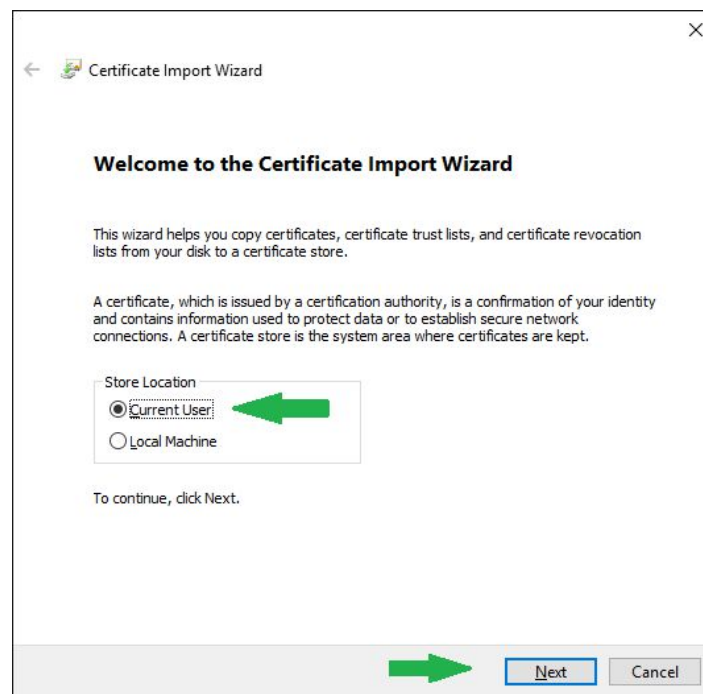 Certificate Import Wizard
Welcome to the Certificate Import Wizard
This wizard helps you copy certificates, certificate trust lists, and certificate revocation
lists from your disk to a certificate store.
A certificate, which is issued by a certification authority, is a confirmation of your identity
and contains information used to protect data or to establish secure network
connections. A certificate store is the system area where certificates are kept.
Store Location
Current User
Local Machine
To continue, click Next.
Next
Cancel